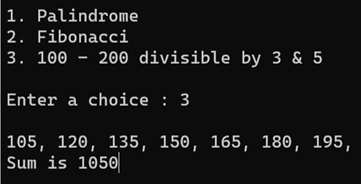 1. Palindrome
2. Fibonacci
3. 100 - 200 divisible by 3 & 5
Enter a choice : 3
105, 120, 135, 150, 165, 180, 195,
Sum is 1050